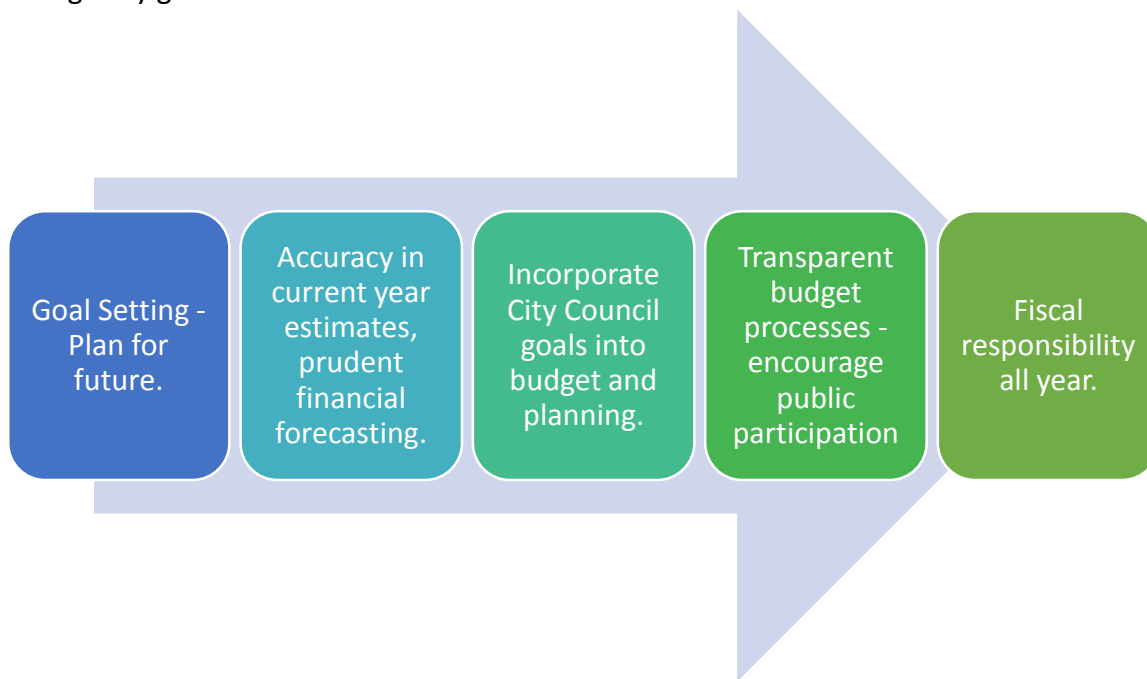 Goal Setting -
Plan for
future.
Accuracy in
current year
estimates,
prudent
financial
forecasting.
Incorporate
City Council
goals into
budget and
planning.
Transparent
budget
processes -
encourage
public
participation
Fiscal
responsibility
all year.